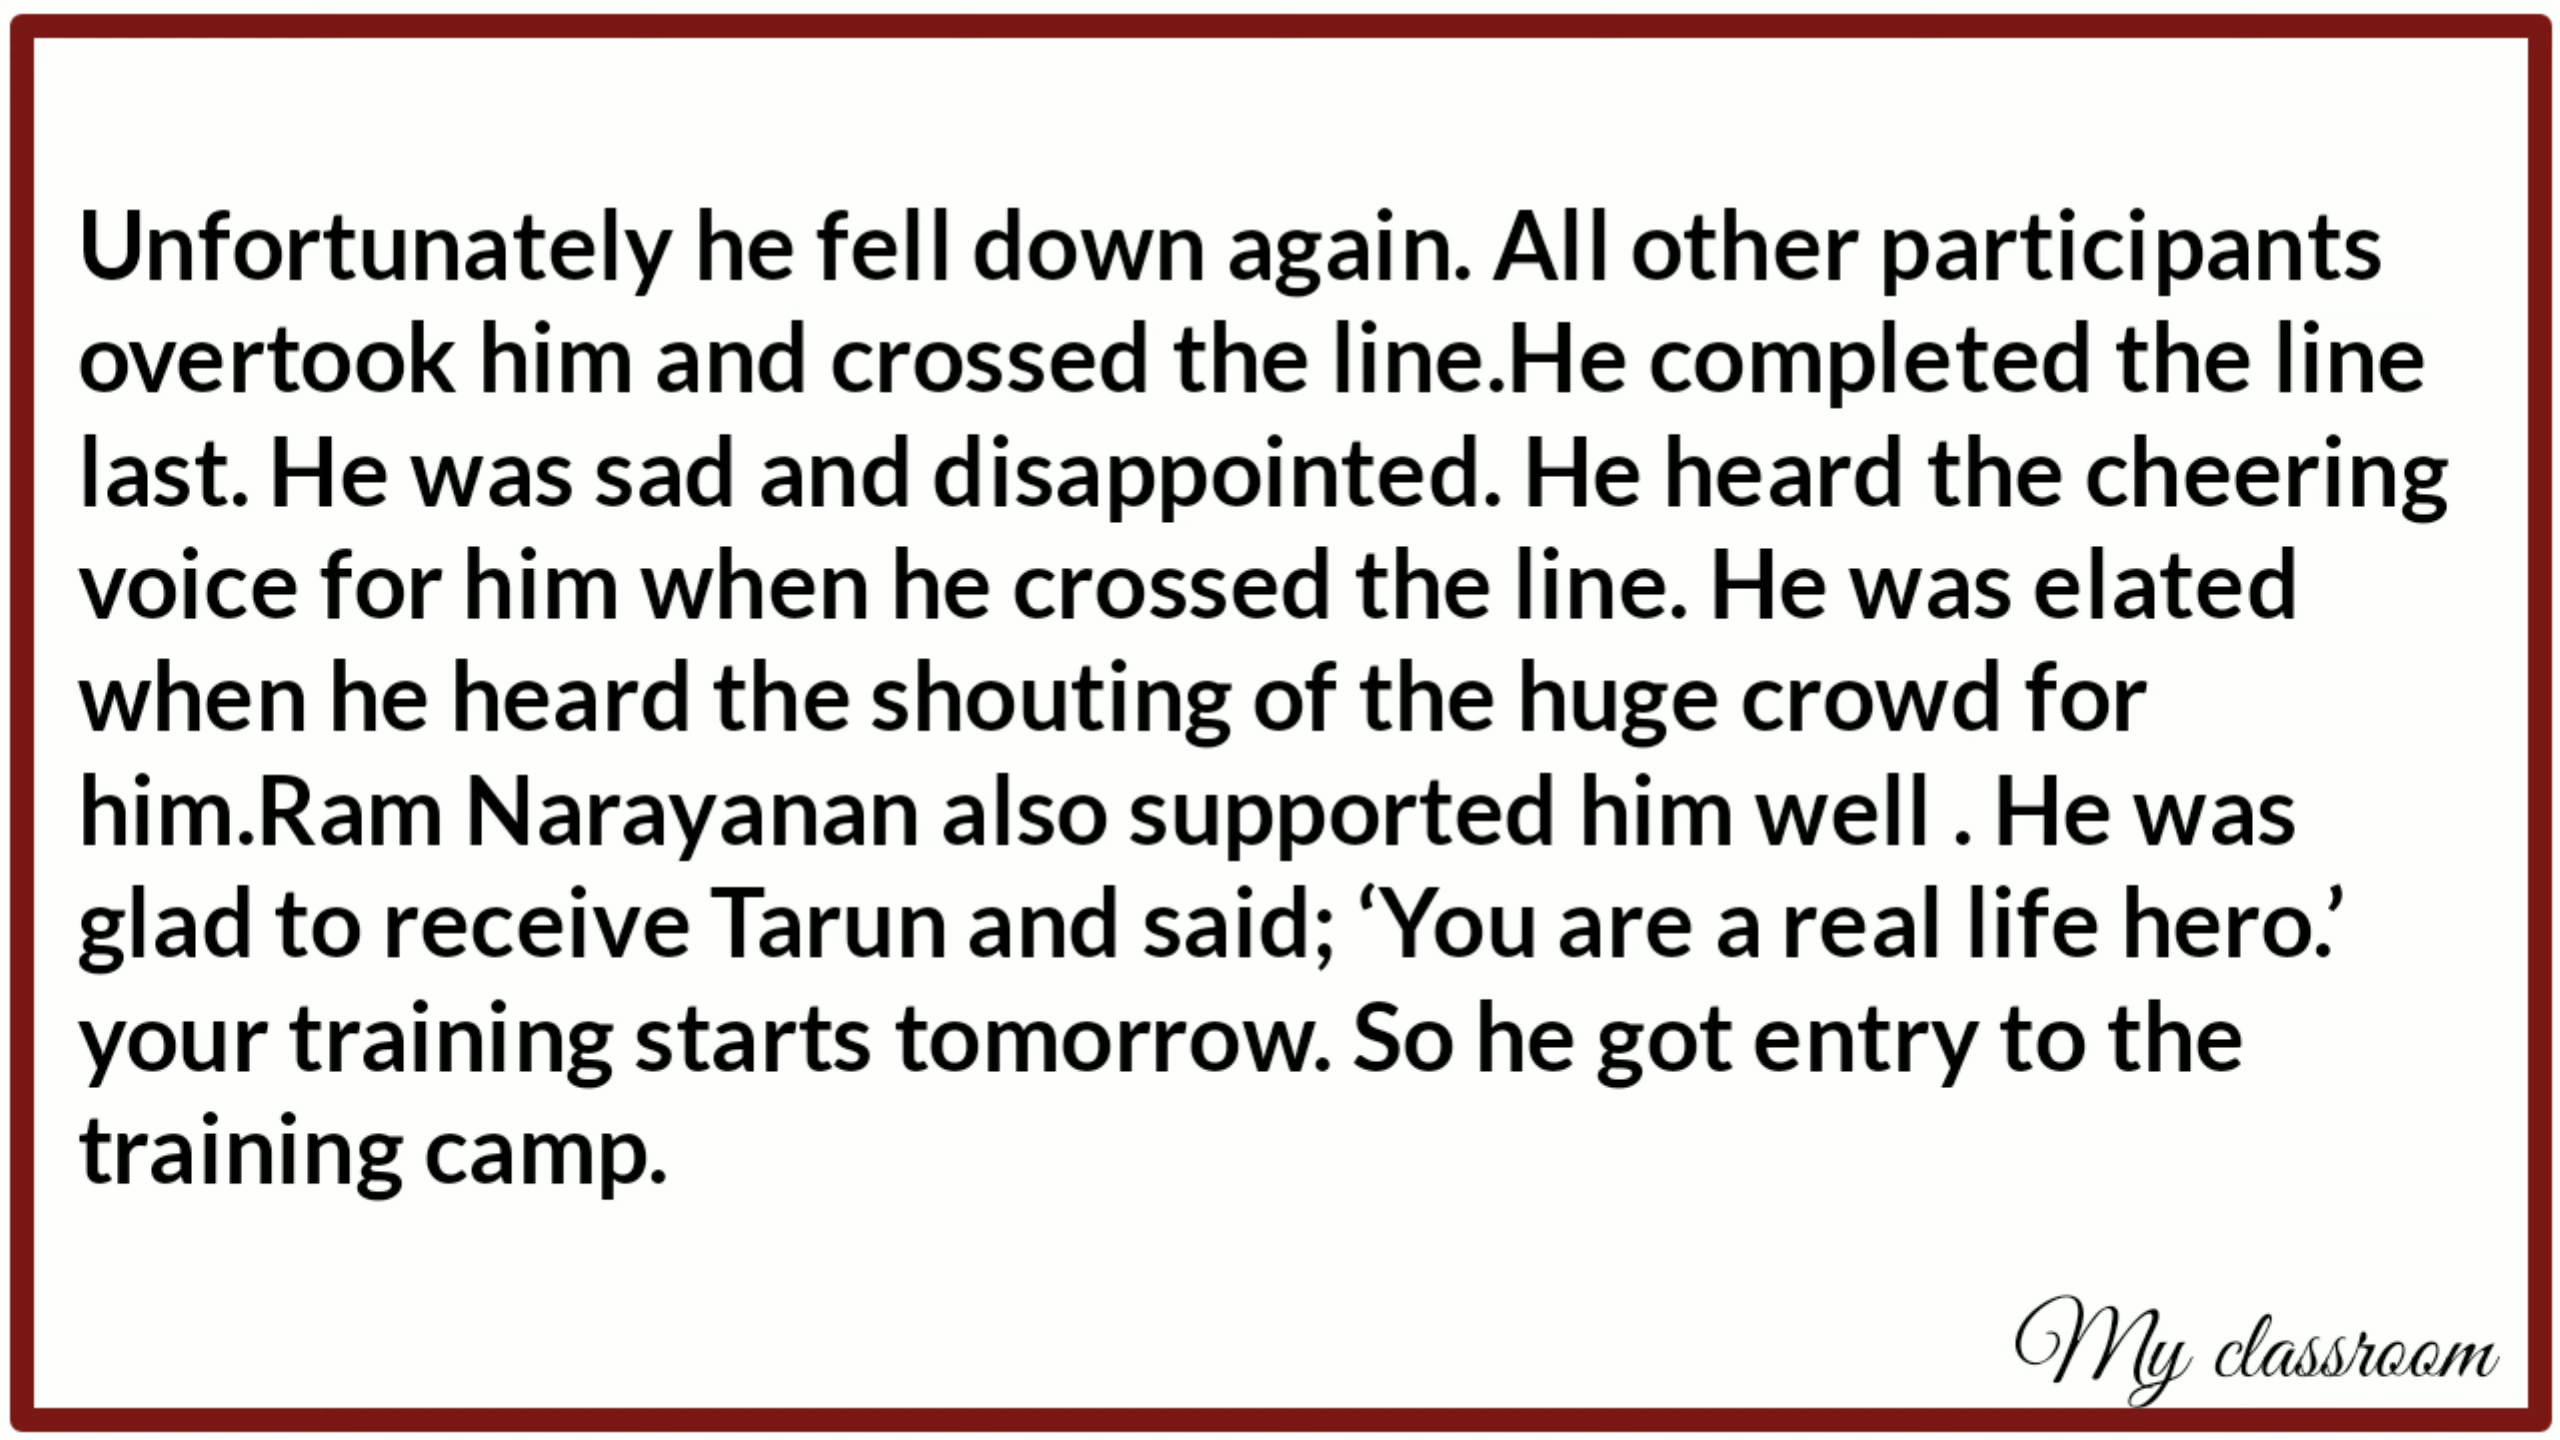 Unfortunately he fell down again. All other participants
overtook him and crossed the line.He completed the line
last. He was sad and disappointed. He heard the cheering
voice for him when he crossed the line. He was elated
when he heard the shouting of the huge crowd for
him.Ram Narayanan also supported him well . He was
glad to receive Tarun and said; ‘You are a real life hero.’
your training starts tomorrow. So he got entry to the
training camp.
My classroom